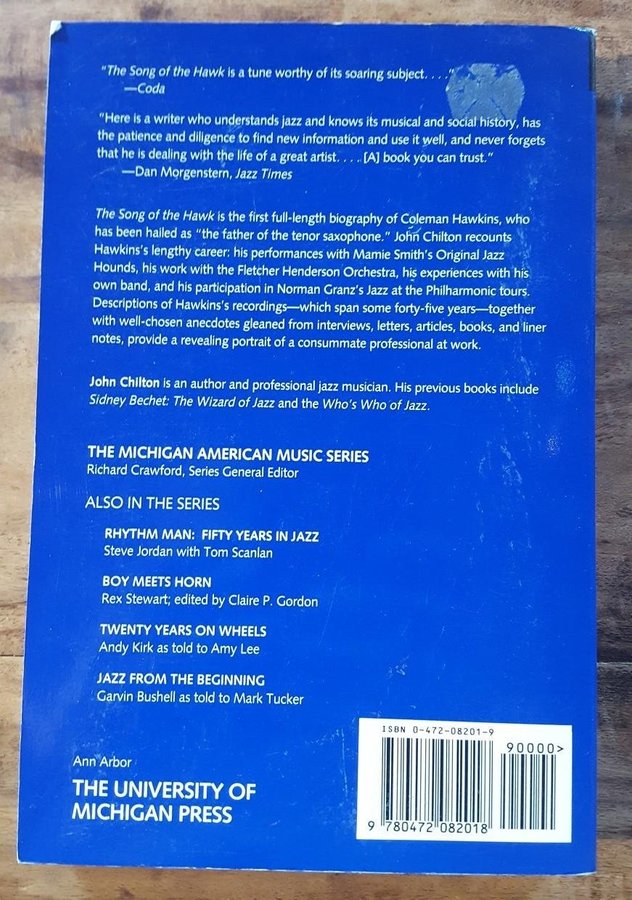 "The Song of the Hawk is a tune worthy of its soaring subject. . . ."
—Coda
"Here is a writer who understands jazz and knows its musical and social history, has
the patience and diligence to find new information and use it well, and never forgets
that he is dealing with the life of a great artist. . . . [A] book you can trust."
—Dan Morgenstern, Jazz Times
The Song of the Hawk is the first full-length biography of Coleman Hawkins, who
has been hailed as "the father of the tenor saxophone." John Chilton recounts
Hawkins's lengthy career: his performances with Mamie Smith's Original Jazz
Hounds, his work with the Fletcher Henderson Orchestra, his experiences with his
own band, and his participation in Norman Granz's Jazz at the Philharmonic tours.
Descriptions of Hawkins's recordings—which span some forty-five years—together
with well-chosen anecdotes gleaned from interviews, letters, articles, books, and liner
notes, provide a revealing portrait of a consummate professional at work.
John Chilton is an author and professional jazz musician. His previous books include
Sidney Bechet: The Wizard of Jazz and the Who's Who of Jazz.
THE MICHIGAN AMERICAN MUSIC SERIES
Richard Crawford, Series General Editor
ALSO IN THE SERIES
RHYTHM MAN: FIFTY YEARS IN JAZZ
Steve Jordan with Tom Scanlan
BOY MEETS HORN
Rex Stewart; edited by Claire P. Gordon
TWENTY YEARS ON WHEELS
Andy Kirk as told to Amy Lee
JAZZ FROM THE BEGINNING
Garvin Bushell as told to Mark Tucker
Ann Arbor
THE UNIVERSITY OF
MICHIGAN PRESS
ISBN 0-472-08201-9
90000>
9 780472 082018